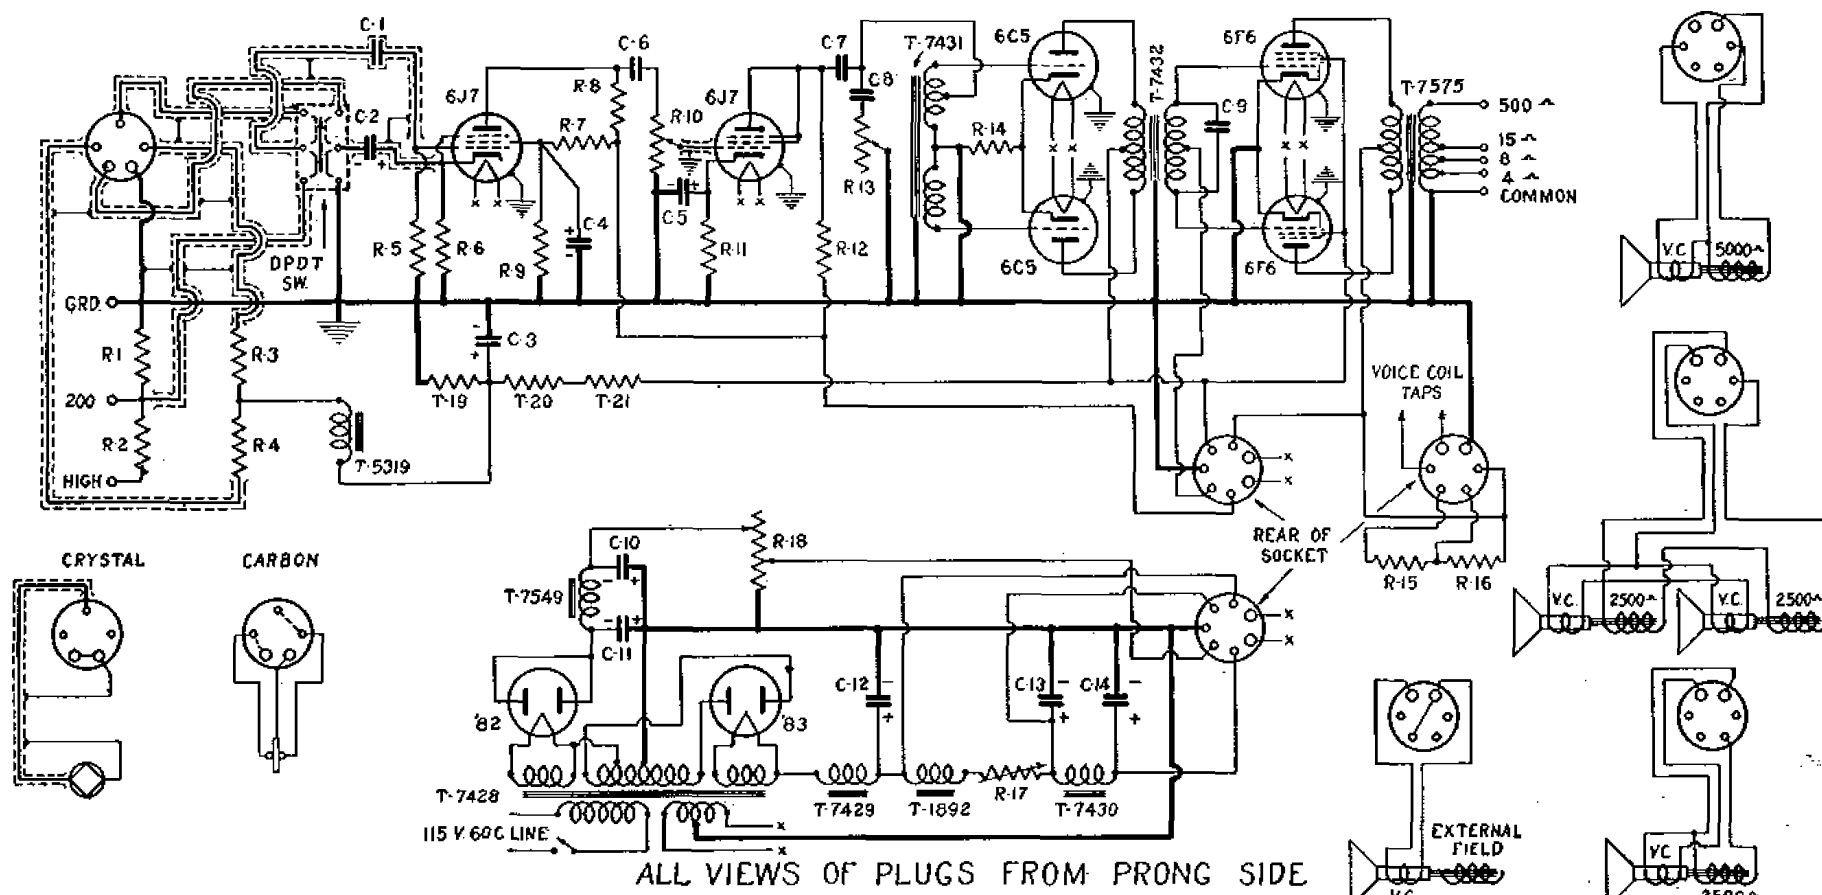 C-1
C-6
C-7
T-7431
6C5
T-7432
6F6
T-7575
500 ~
15 ~
8 ~
4 ~
COMMON
6J7
R-8
R-7
C-2
R-10
6J7
C-8
R-14
C-9
R-13
C-5
C-4
R-5
R-6
R-9
R-11
R-12
6C5
6F6
DPDT
SW.
GRD.
V.C.
5000~
R1
R-3
C-3
200
T-19
T-20
T-21
VOICE COIL
TAPS
R-2
R-4
T-5319
HIGH
x
x
REAR OF
SOCKET
CRYSTAL
CARBON
C-10
R-18
R-15
R-16
T-7549
V.C.
2500~
V.C.
2500~
C-11
C-12
C-13
C-14
'82
'83
T-7428
T-7429
T-1892
R-17
T-7430
115 V. 60C LINE
x
x
EXTERNAL
FIELD
V.C.
V.C.
2500~
ALL VIEWS OF PLUGS FROM PRONG SIDE